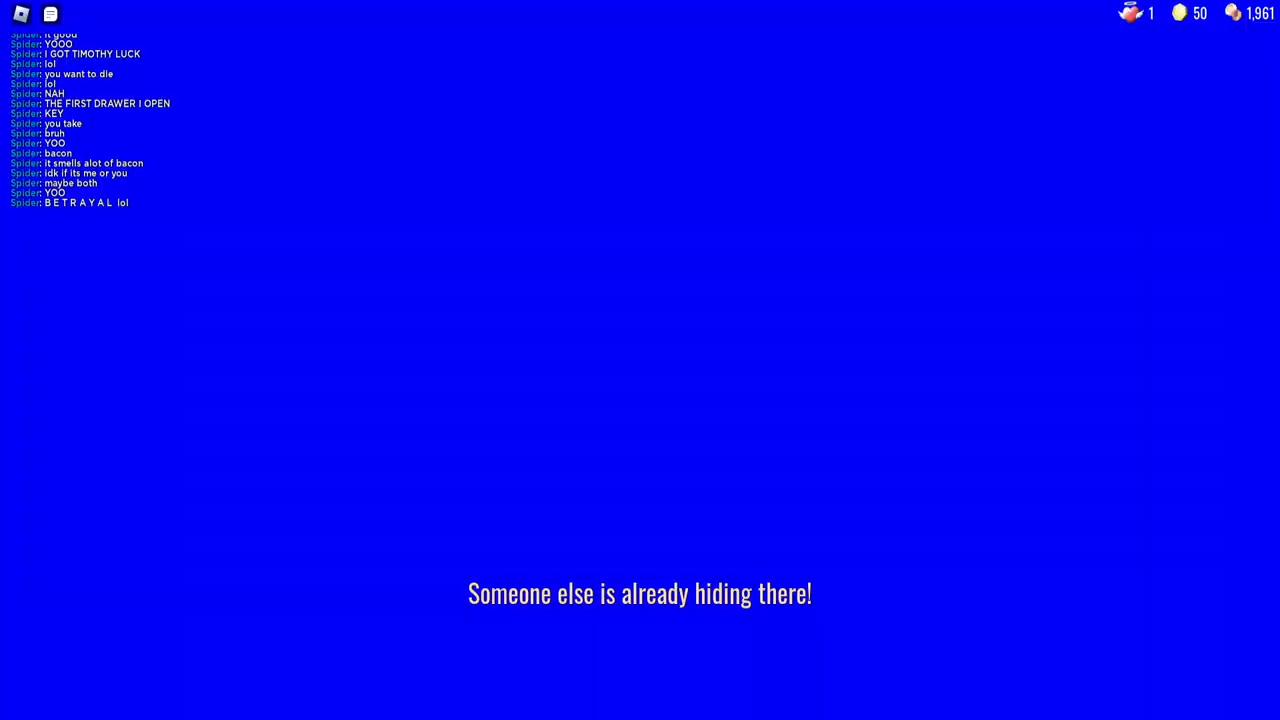 1 50 1,961
Spider: it good
Spider: YOOO
Spider: I GOT TIMOTHY LUCK
Spider: lol
Spider: you want to die
Spider: lol
Spider: NAH
Spider: THE FIRST DRAWER I OPEN
Spider: KEY
Spider: you take
Spider: bruh
Spider: YOO
Spider: bacon
Spider: it smells alot of bacon
Spider: idk if its me or you
Spider: maybe both
Spider: YOO
Spider: B E T R A Y A L lol
Someone else is already hiding there!